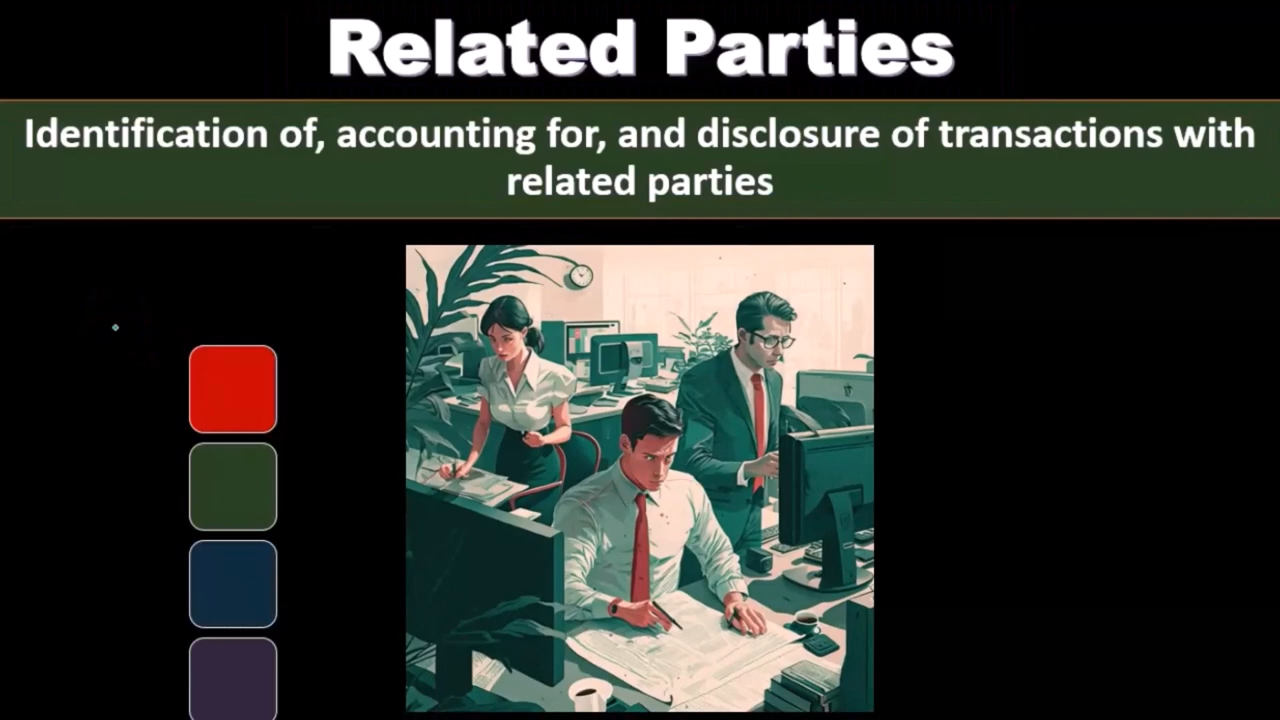 Related Parties
Identification of, accounting for, and disclosure of transactions with
related parties